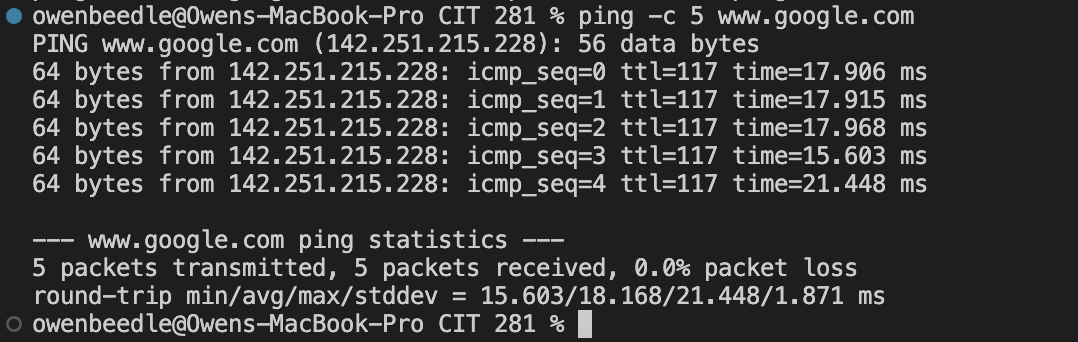 owenbeedle@Owens-MacBook-Pro CIT 281 % ping -c 5 www.google.com
PING www.google.com (142.251.215.228): 56 data bytes
64 bytes from 142.251.215.228: icmp_seq=0 ttl=117 time=17.906 ms
64 bytes from 142.251.215.228: icmp_seq=1 ttl=117 time=17.915 ms
64 bytes from 142.251.215.228: icmp_seq=2 ttl=117 time=17.968 ms
64 bytes from 142.251.215.228: icmp_seq=3 ttl=117 time=15.603 ms
64 bytes from 142.251.215.228: icmp_seq=4 ttl=117 time=21.448 ms

--- www.google.com ping statistics ---
5 packets transmitted, 5 packets received, 0.0% packet loss
round-trip min/avg/max/stddev = 15.603/18.168/21.448/1.871 ms
owenbeedle@Owens-MacBook-Pro CIT 281 %